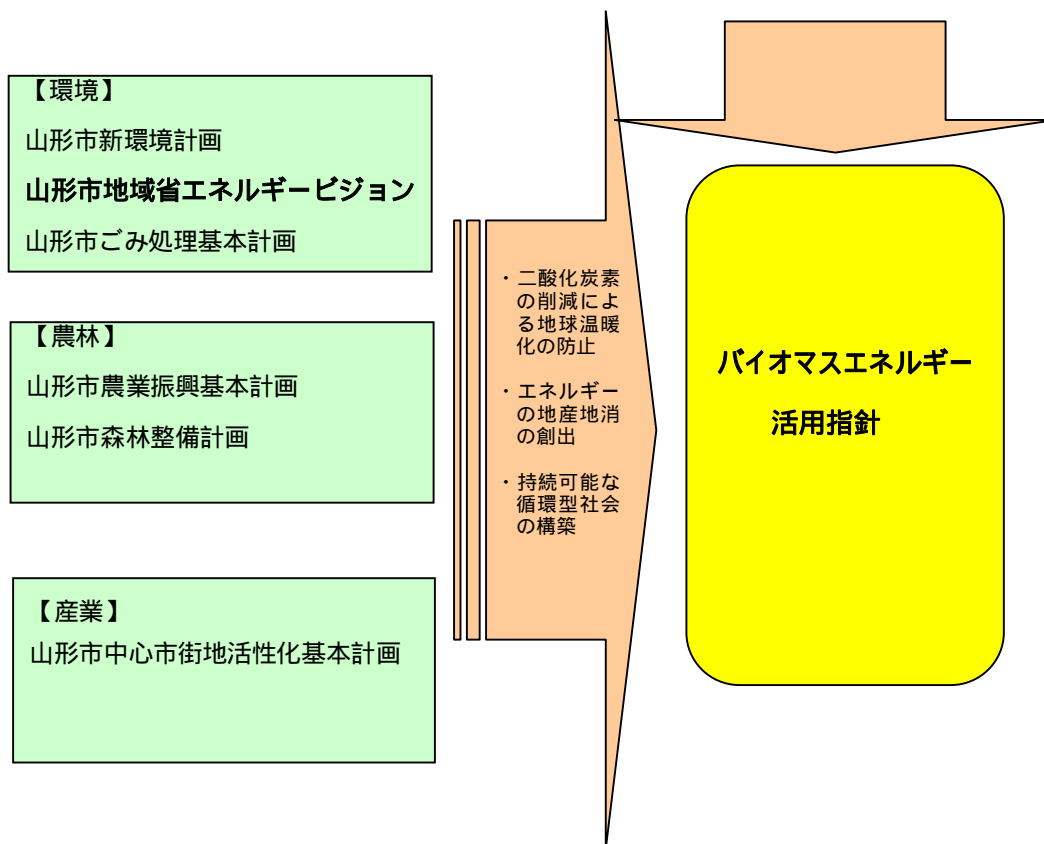 【環境】
山形市新環境計画
山形市地域省エネルギービジョン
山形市ごみ処理基本計画
【農林】
山形市農業振興基本計画
山形市森林整備計画
【産業】
山形市中心市街地活性化基本計画
・二酸化炭素
の削減によ
る地球温暖
化の防止
・エネルギー
の地産地消
の創出
・持続可能な
循環型社会
の構築
バイオマスエネルギー
活用指針